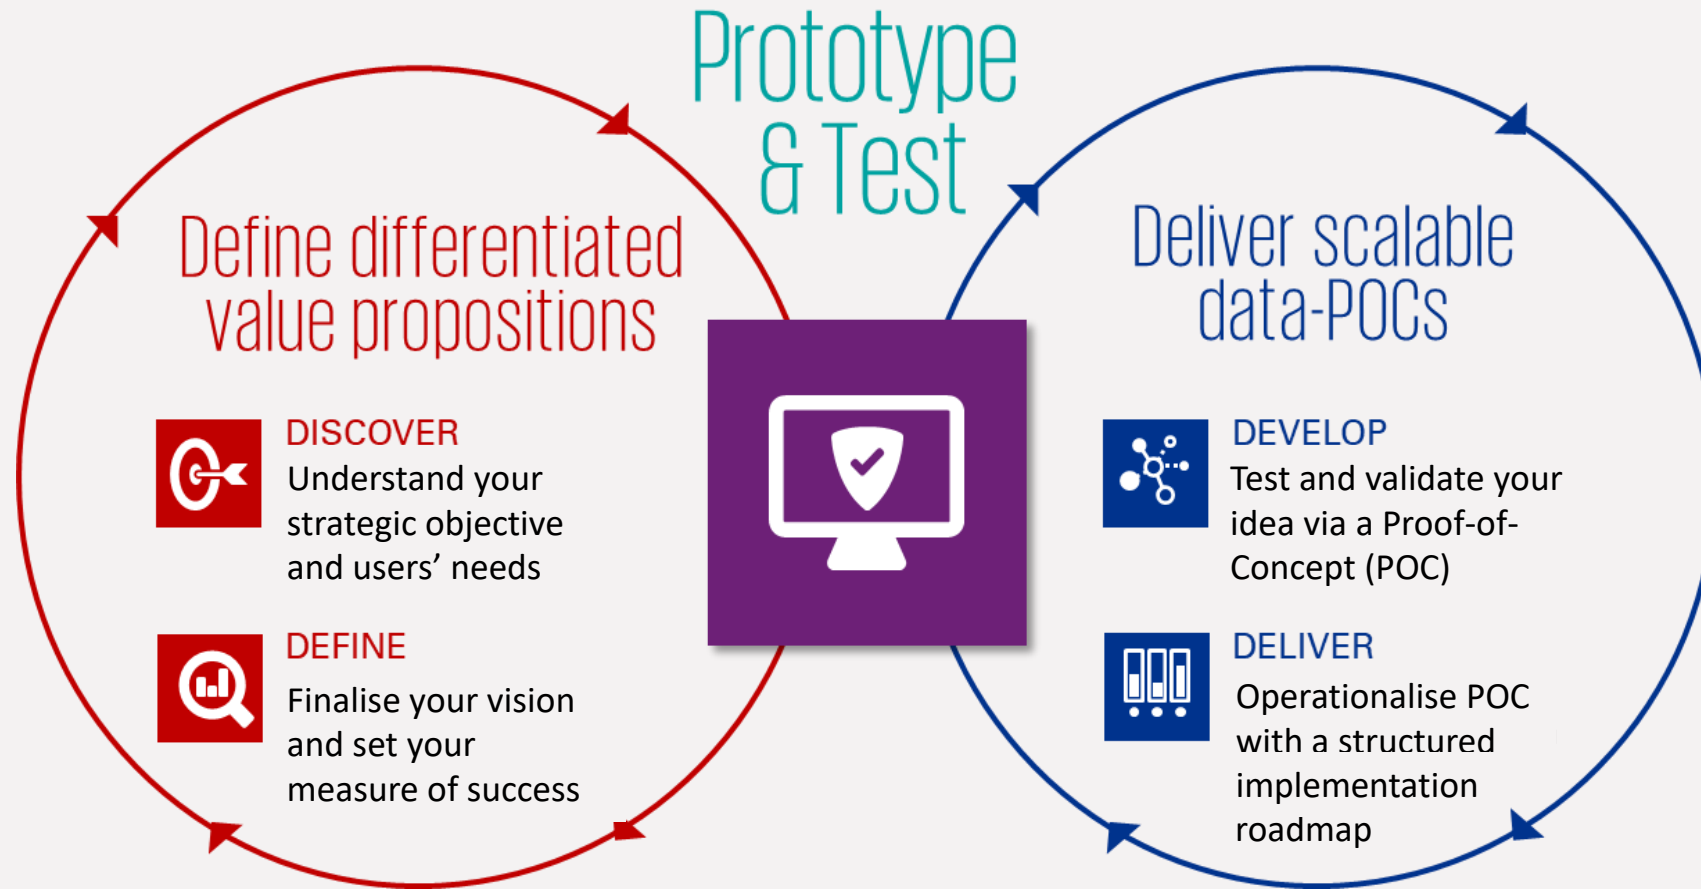 Prototype
& Test
Define differentiated
value propositions
DISCOVER
Understand your
strategic objective
and users’ needs
DEFINE
Finalise your vision
and set your
measure of success
Deliver scalable
data-POCs
DEVELOP
Test and validate your
idea via a Proof-of-
Concept (POC)
DELIVER
Operationalise POC
with a structured
implementation
roadmap